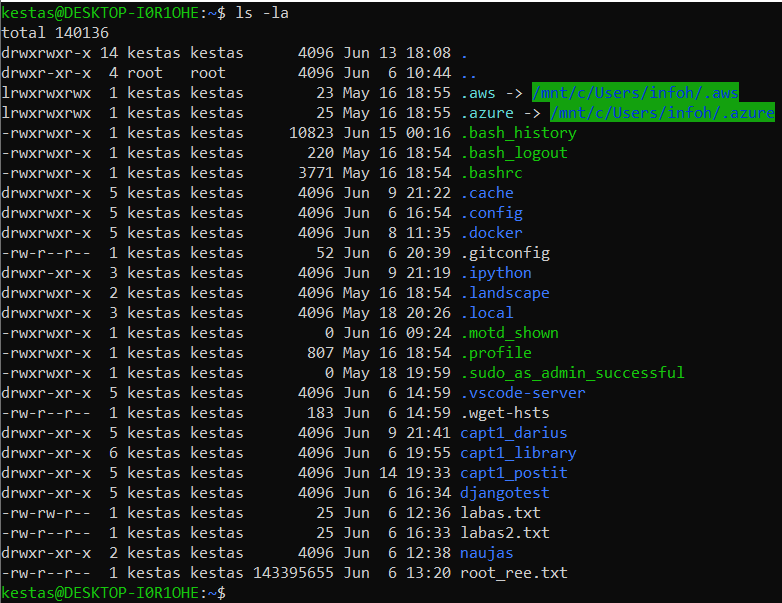 kestas@DESKTOP-I0R1OHE:~$ ls -la
total 140136
drwxrwxr-x 14 kestas kestas      4096 Jun 13 18:08 .
drwxr-xr-x  4 root   root        4096 Jun  6 10:44 ..
lrwxrwxrwx  1 kestas kestas        23 May 16 18:55 .aws -> /mnt/c/Users/infoh/.aws
lrwxrwxrwx  1 kestas kestas        25 May 16 18:55 .azure -> /mnt/c/Users/infoh/.azure
-rwxrwxr-x  1 kestas kestas     10823 Jun 15 00:16 .bash_history
-rwxrwxr-x  1 kestas kestas       220 May 16 18:54 .bash_logout
-rwxrwxr-x  1 kestas kestas      3771 May 16 18:54 .bashrc
drwxrwxr-x  5 kestas kestas      4096 Jun  9 21:22 .cache
drwxrwxr-x  5 kestas kestas      4096 Jun  6 16:54 .config
drwxrwxr-x  5 kestas kestas      4096 Jun  8 11:35 .docker
-rw-r--r--  1 kestas kestas        52 Jun  6 20:39 .gitconfig
drwxr-xr-x  3 kestas kestas      4096 Jun  9 21:19 .ipython
drwxrwxr-x  2 kestas kestas      4096 May 16 18:54 .landscape
drwxrwxr-x  3 kestas kestas      4096 May 18 20:26 .local
-rwxrwxr-x  1 kestas kestas         0 Jun 16 09:24 .motd_shown
-rwxrwxr-x  1 kestas kestas       807 May 16 18:54 .profile
-rwxrwxr-x  1 kestas kestas         0 May 18 19:59 .sudo_as_admin_successful
drwxr-xr-x  5 kestas kestas      4096 Jun  6 14:59 .vscode-server
-rw-r--r--  1 kestas kestas       183 Jun  6 14:59 .wget-hsts
drwxr-xr-x  5 kestas kestas      4096 Jun  9 21:41 capt1_darius
drwxr-xr-x  6 kestas kestas      4096 Jun  6 19:55 capt1_library
drwxr-xr-x  5 kestas kestas      4096 Jun 14 19:33 capt1_postit
drwxr-xr-x  5 kestas kestas      4096 Jun  6 16:34 djangotest
-rw-rw-r--  1 kestas kestas        25 Jun  6 12:36 labas.txt
-rw-r--r--  1 kestas kestas        25 Jun  6 16:33 labas2.txt
drwxr-xr-x  2 kestas kestas      4096 Jun  6 12:38 naujas
-rw-r--r--  1 kestas kestas 143395655 Jun  6 13:20 root_ree.txt
kestas@DESKTOP-I0R1OHE:~$